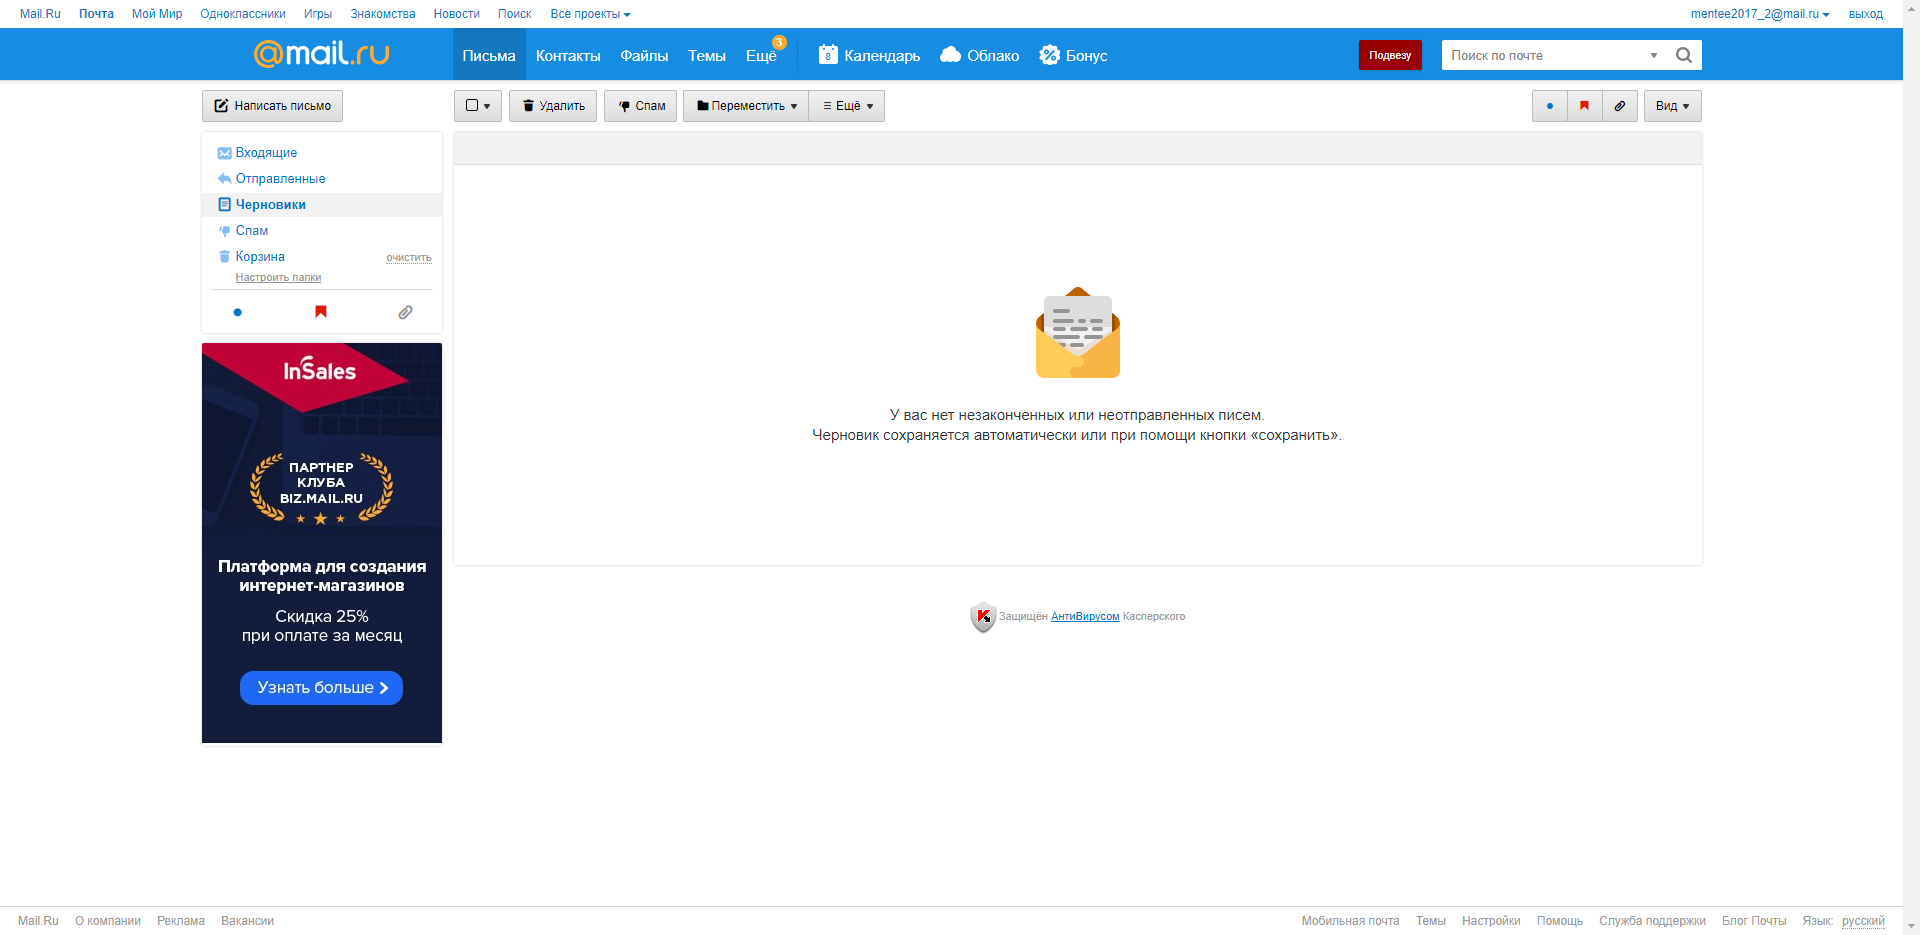 Mail.Ru Почта Мой Мир Одноклассники Игры Знакомства Новости Поиск Все проекты mentee2017_2@mail.ru выход
@mail.ru Письма Контакты Файлы Темы Ещё 3 8 Календарь Облако Бонус Подвезу Поиск по почте
Написать письмо Удалить Спам Переместить Ещё Вид
Входящие
Отправленные
Черновики
Спам
Корзина очистить
Настроить папки
InSales
ПАРТНЕР
КЛУБА
BIZ.MAIL.RU
Платформа для создания
интернет-магазинов
Скидка 25%
при оплате за месяц
Узнать больше
У вас нет незаконченных или неотправленных писем.
Черновик сохраняется автоматически или при помощи кнопки «сохранить».
Защищён АнтиВирусом Касперского
Mail.Ru О компании Реклама Вакансии Мобильная почта Темы Настройки Помощь Служба поддержки Блог Почты Язык: русский